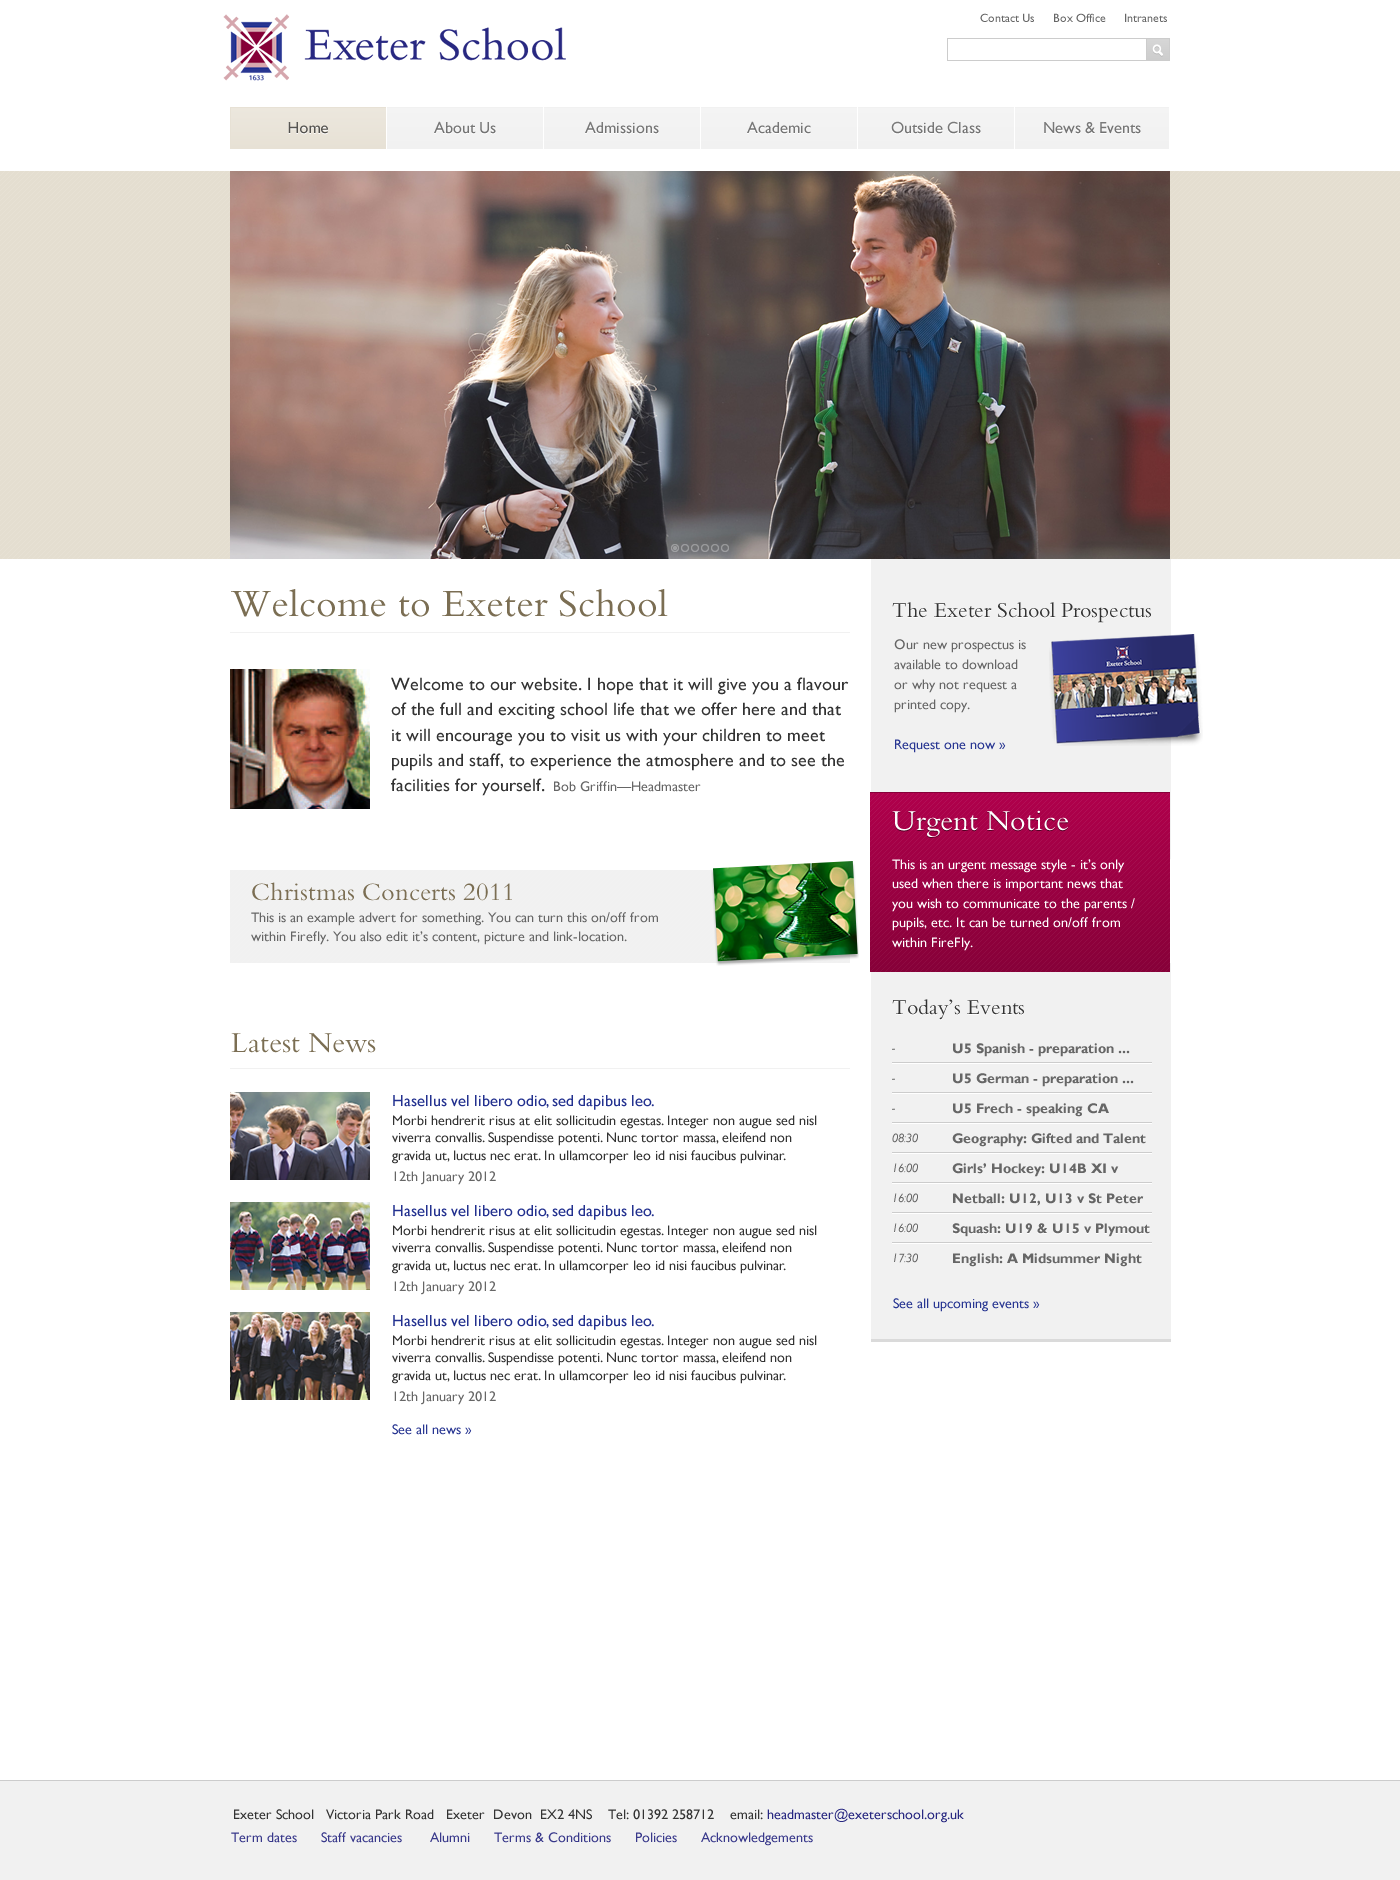 Contact Us Box Office Intranets
1633
Exeter School
Home About Us Admissions Academic Outside Class News & Events
Welcome to Exeter School
Welcome to our website. I hope that it will give you a flavour
of the full and exciting school life that we offer here and that
it will encourage you to visit us with your children to meet
pupils and staff, to experience the atmosphere and to see the
facilities for yourself. Bob Griffin—Headmaster
Christmas Concerts 2011
This is an example advert for something. You can turn this on/off from
within Firefly. You also edit it's content, picture and link-location.
Latest News
Hasellus vel libero odio, sed dapibus leo.
Morbi hendrerit risus at elit sollicitudin egestas. Integer non augue sed nisl
viverra convallis. Suspendisse potenti. Nunc tortor massa, eleifend non
gravida ut, luctus nec erat. In ullamcorper leo id nisi faucibus pulvinar.
12th January 2012
Hasellus vel libero odio, sed dapibus leo.
Morbi hendrerit risus at elit sollicitudin egestas. Integer non augue sed nisl
viverra convallis. Suspendisse potenti. Nunc tortor massa, eleifend non
gravida ut, luctus nec erat. In ullamcorper leo id nisi faucibus pulvinar.
12th January 2012
Hasellus vel libero odio, sed dapibus leo.
Morbi hendrerit risus at elit sollicitudin egestas. Integer non augue sed nisl
viverra convallis. Suspendisse potenti. Nunc tortor massa, eleifend non
gravida ut, luctus nec erat. In ullamcorper leo id nisi faucibus pulvinar.
12th January 2012
See all news »
The Exeter School Prospectus
Our new prospectus is
available to download
or why not request a
printed copy.
Request one now »
Exeter School
Independent day school for boys and girls aged 7-18
Urgent Notice
This is an urgent message style - it's only
used when there is important news that
you wish to communicate to the parents /
pupils, etc. It can be turned on/off from
within FireFly.
Today's Events
- U5 Spanish - preparation ...
- U5 German - preparation ...
- U5 Frech - speaking CA
08:30 Geography: Gifted and Talent
16:00 Girls' Hockey: U14B XI v
16:00 Netball: U12, U13 v St Peter
16:00 Squash: U19 & U15 v Plymout
17:30 English: A Midsummer Night
See all upcoming events »
Exeter School Victoria Park Road Exeter Devon EX2 4NS Tel: 01392 258712 email: headmaster@exeterschool.org.uk
Term dates Staff vacancies Alumni Terms & Conditions Policies Acknowledgements